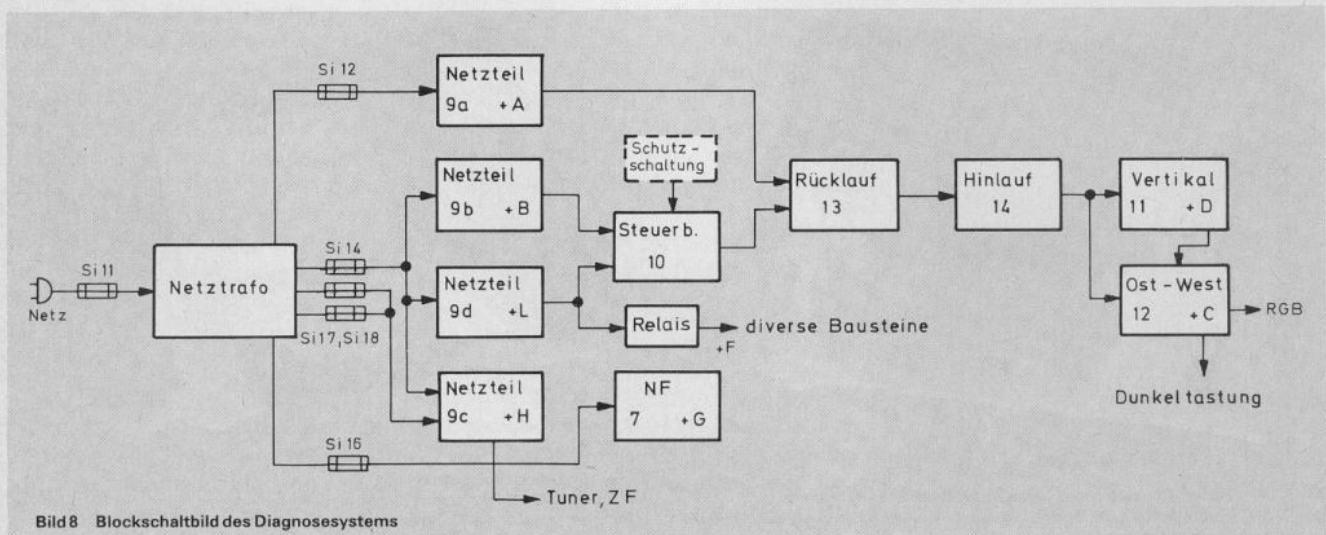 Si 12
Netzteil
9a +A
Schutz-
schaltung
Netzteil
9b +B
Rücklauf
13
Hinlauf
14
Vertikal
11 +D
Steuerb.
10
Si 11
Netz
Netztrafo
Si 14
Si 17, Si 18
Netzteil
9d +L
Relais
+F
diverse Bausteine
Ost-West
12 +C
RGB
Netzteil
9c +H
NF
7 +G
Dunkeltastung
Si 16
Tuner, ZF
Bild 8 Blockschaltbild des Diagnosesystems